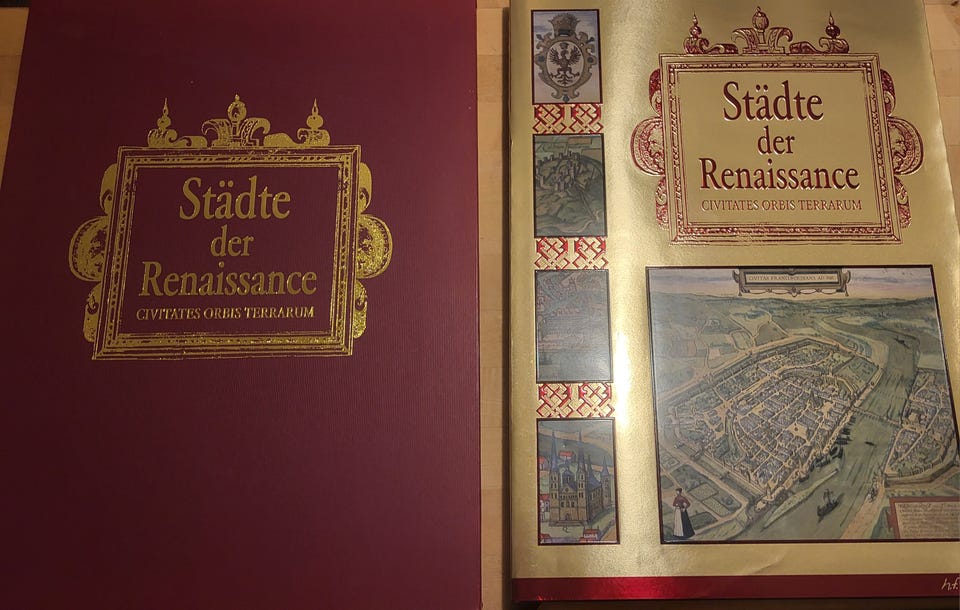 Städte
der
Renaissance
CIVITATES ORBIS TERRARUM
Städte
der
Renaissance
CIVITATES ORBIS TERRARUM
h.f.